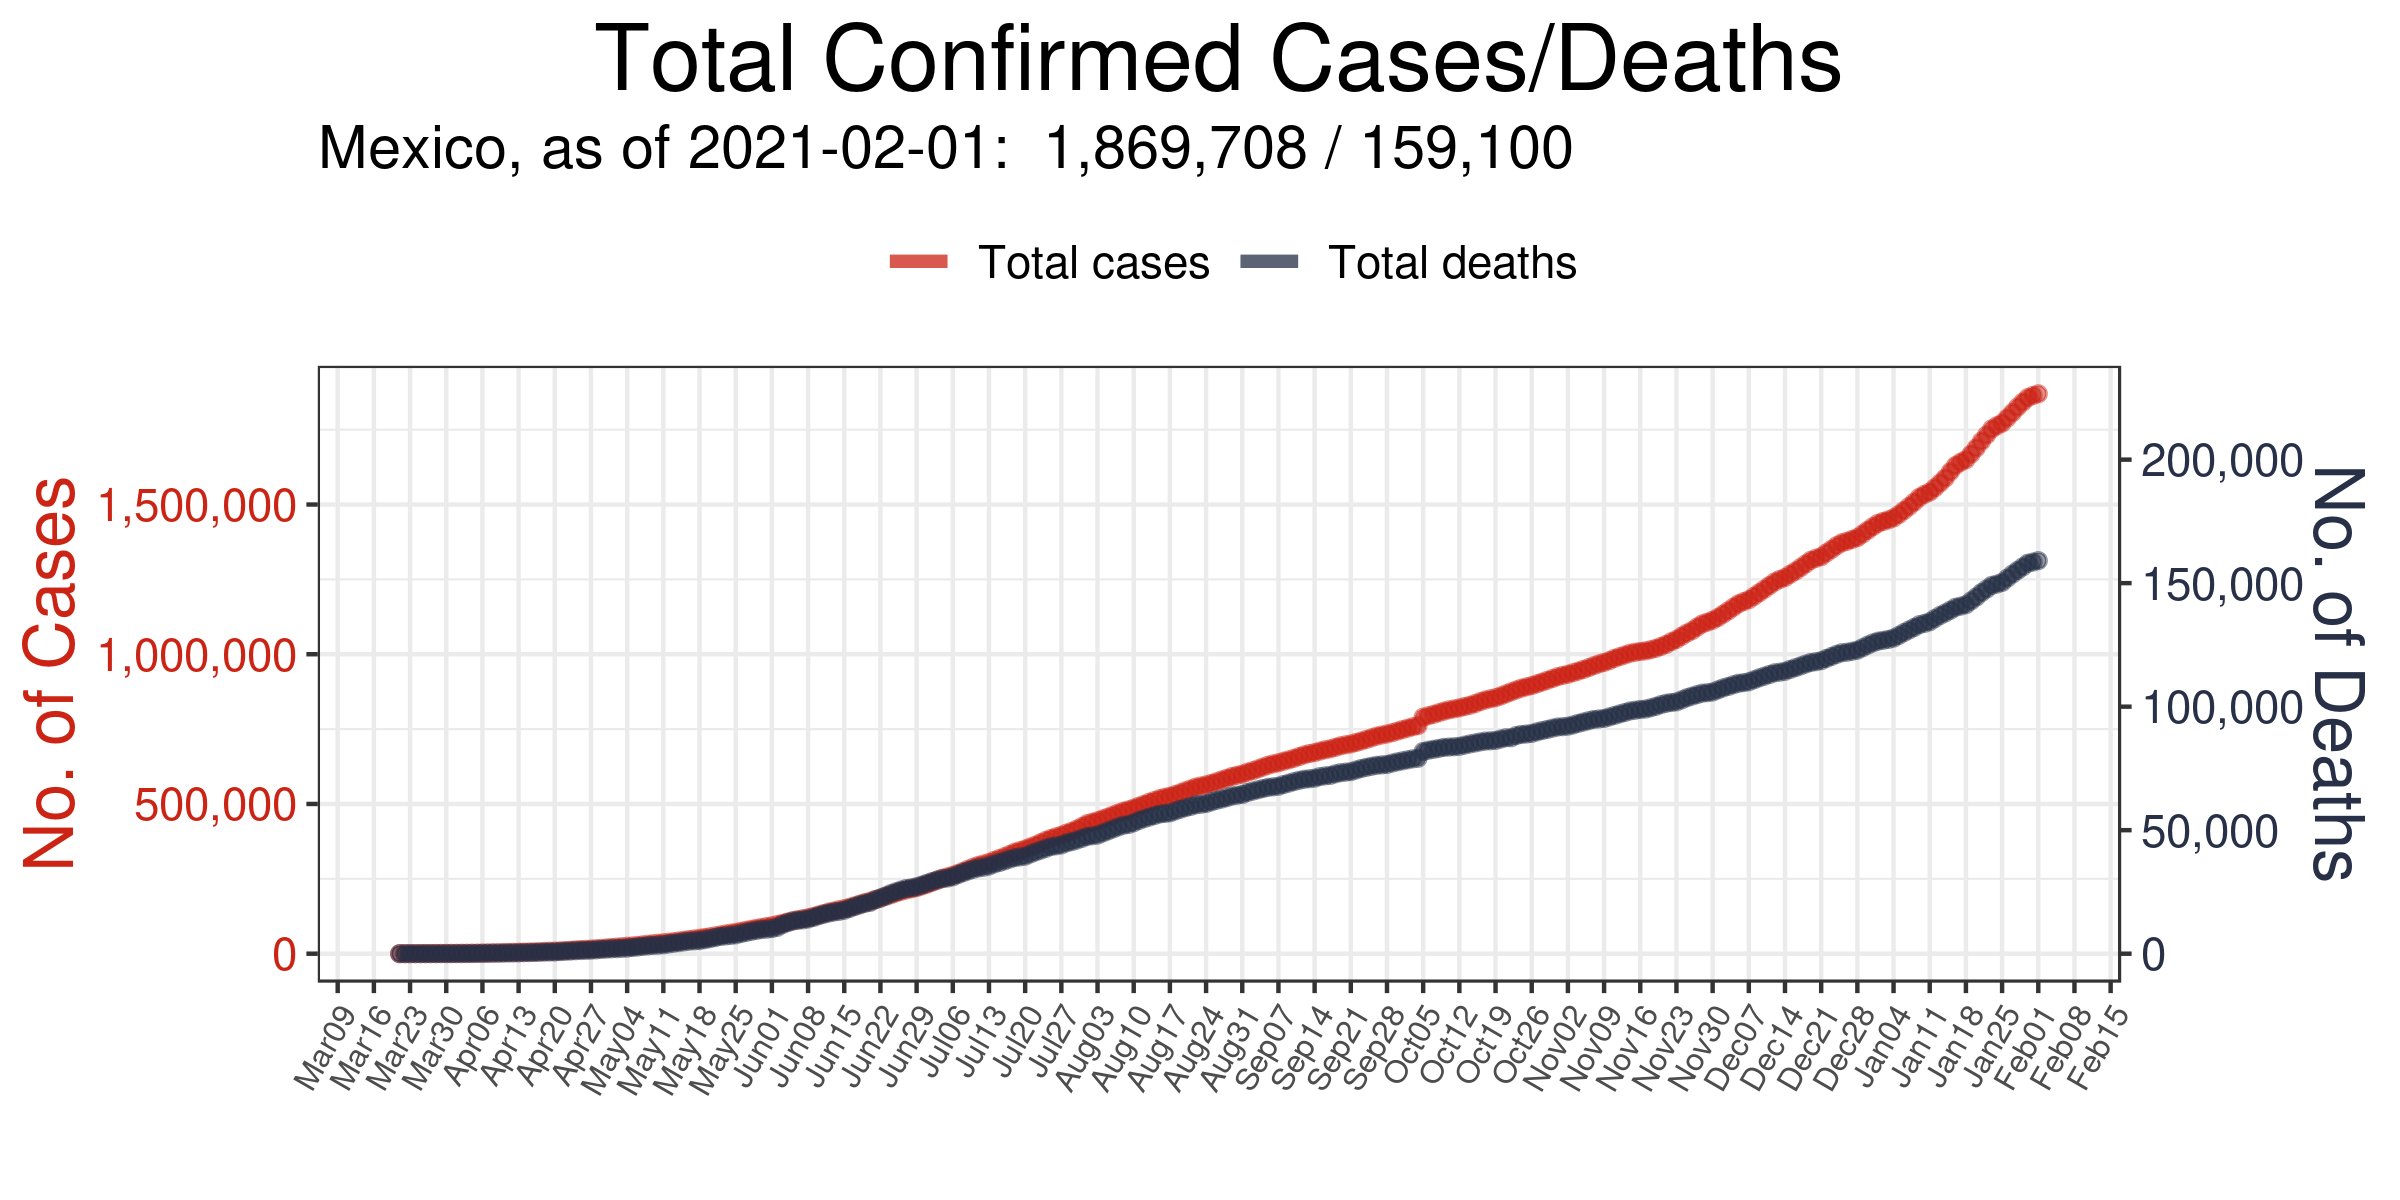 Total Confirmed Cases/Deaths
Mexico, as of 2021-02-01:  1,869,708 / 159,100
Total cases
Total deaths
No. of Cases
1,500,000
1,000,000
500,000
0
200,000
150,000
100,000
50,000
0
No. of Deaths
Mar09
Mar16
Mar23
Mar30
Apr06
Apr13
Apr20
Apr27
May04
May11
May18
May25
Jun01
Jun08
Jun15
Jun22
Jun29
Jul06
Jul13
Jul20
Jul27
Aug03
Aug10
Aug17
Aug24
Aug31
Sep07
Sep14
Sep21
Sep28
Oct05
Oct12
Oct19
Oct26
Nov02
Nov09
Nov16
Nov23
Nov30
Dec07
Dec14
Dec21
Dec28
Jan04
Jan11
Jan18
Jan25
Feb01
Feb08
Feb15